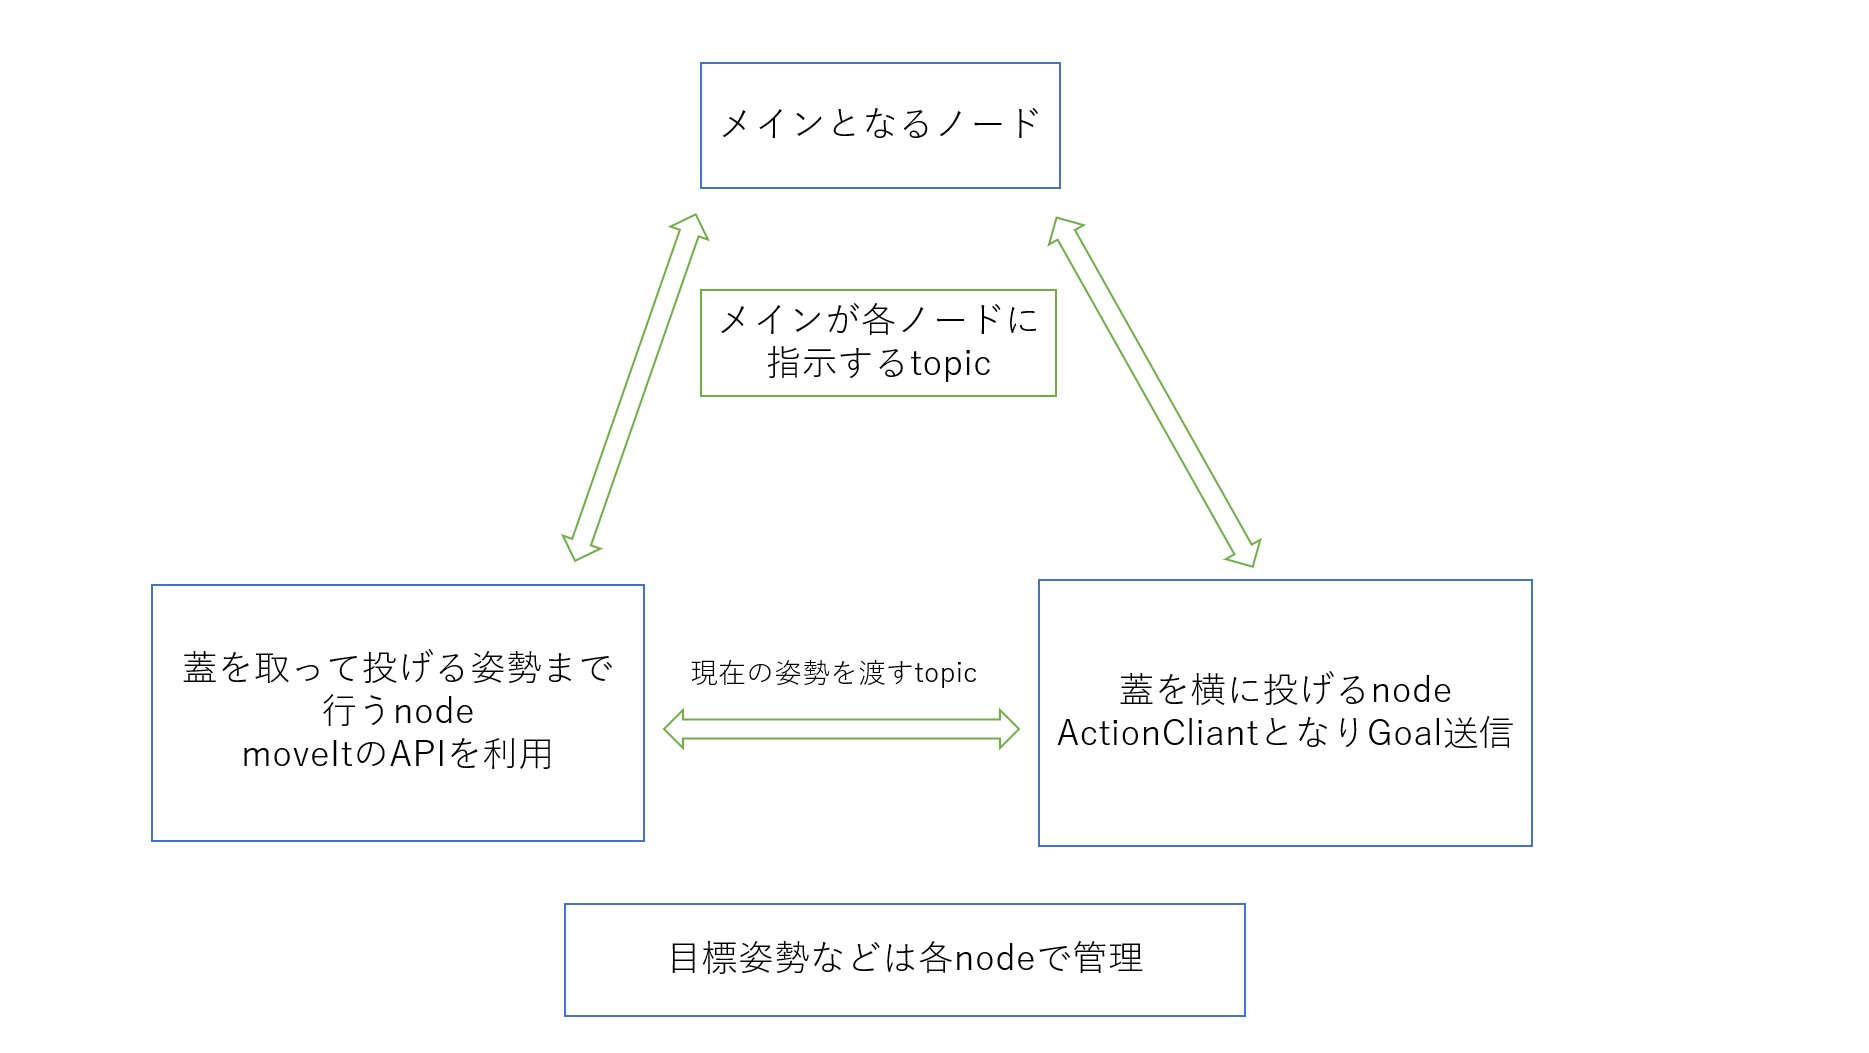 メインとなるノード
メインが各ノードに
指示するtopic
蓋を取って投げる姿勢まで
行うnode
moveItのAPIを利用
現在の姿勢を渡すtopic
蓋を横に投げるnode
ActionCliantとなりGoal送信
目標姿勢などは各nodeで管理